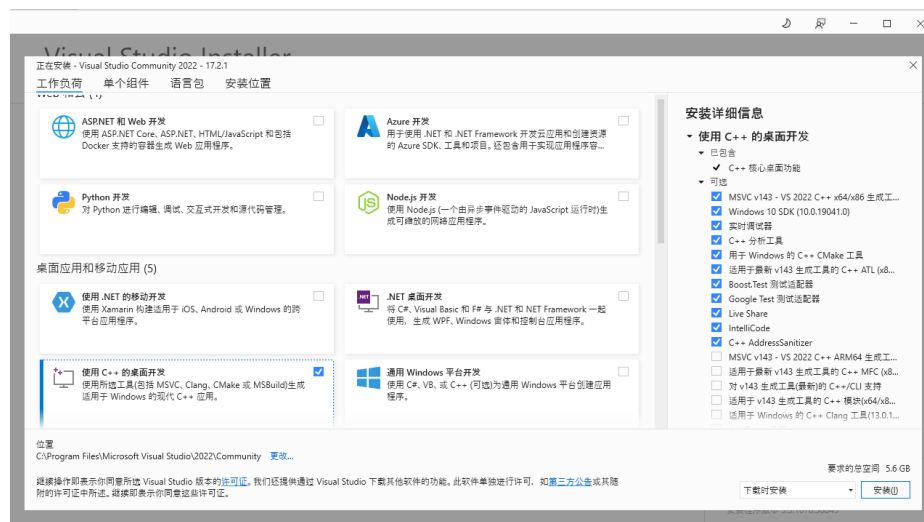 Visual Studio Installer
正在安装 - Visual Studio Community 2022 - 17.2.1
工作负荷 单个组件 语言包 安装位置
Web 和云 (4)
ASP.NET 和 Web 开发
使用 ASP.NET Core、ASP.NET、HTML/JavaScript 和包括
Docker 支持的容器生成 Web 应用程序。
Azure 开发
用于使用 .NET 和 .NET Framework 开发云应用和创建资源
的 Azure SDK、工具和项目。还包含用于实现应用程序容...
Python 开发
对 Python 进行编辑、调试、交互式开发和源代码管理。
Node.js 开发
使用 Node.js (一个由异步事件驱动的 JavaScript 运行时)生
成可缩放的网络应用程序。
桌面应用和移动应用 (5)
使用 .NET 的移动开发
使用 Xamarin 构建适用于 iOS、Android 或 Windows 的跨
平台应用程序。
.NET 桌面开发
将 C#、Visual Basic 和 F# 与 .NET 和 .NET Framework 一起
使用，生成 WPF、Windows 窗体和控制台应用程序。
使用 C++ 的桌面开发
使用所选工具(包括 MSVC、Clang、CMake 或 MSBuild)生成
适用于 Windows 的现代 C++ 应用。
通用 Windows 平台开发
使用 C#、VB、或 C++ (可选)为通用 Windows 平台创建应用
程序。
安装详细信息
使用 C++ 的桌面开发
已包含
C++ 核心桌面功能
可选
MSVC v143 - VS 2022 C++ x64/x86 生成工...
Windows 10 SDK (10.0.19041.0)
实时调试器
C++ 分析工具
用于 Windows 的 C++ CMake 工具
适用于最新 v143 生成工具的 C++ ATL (x8...
Boost.Test 测试适配器
Google Test 测试适配器
Live Share
IntelliCode
C++ AddressSanitizer
MSVC v143 - VS 2022 C++ ARM64 生成工...
适用于最新 v143 生成工具的 C++ MFC (x8...
对 v143 生成工具(最新)的 C++/CLI 支持
适用于 v143 生成工具的 C++ 模块(x64/x8...
适用于 Windows 的 C++ Clang 工具(13.0.1...
位置
C:\Program Files\Microsoft Visual Studio\2022\Community 更改...
继续操作即表示你同意所选 Visual Studio 版本的许可证。我们还提供通过 Visual Studio 下载其他软件的功能。此软件单独进行许可，如第三方公告或其随
附的许可证中所述。继续即表示你同意这些许可证。
要求的总空间 5.6 GB
下载时安装 安装(I)